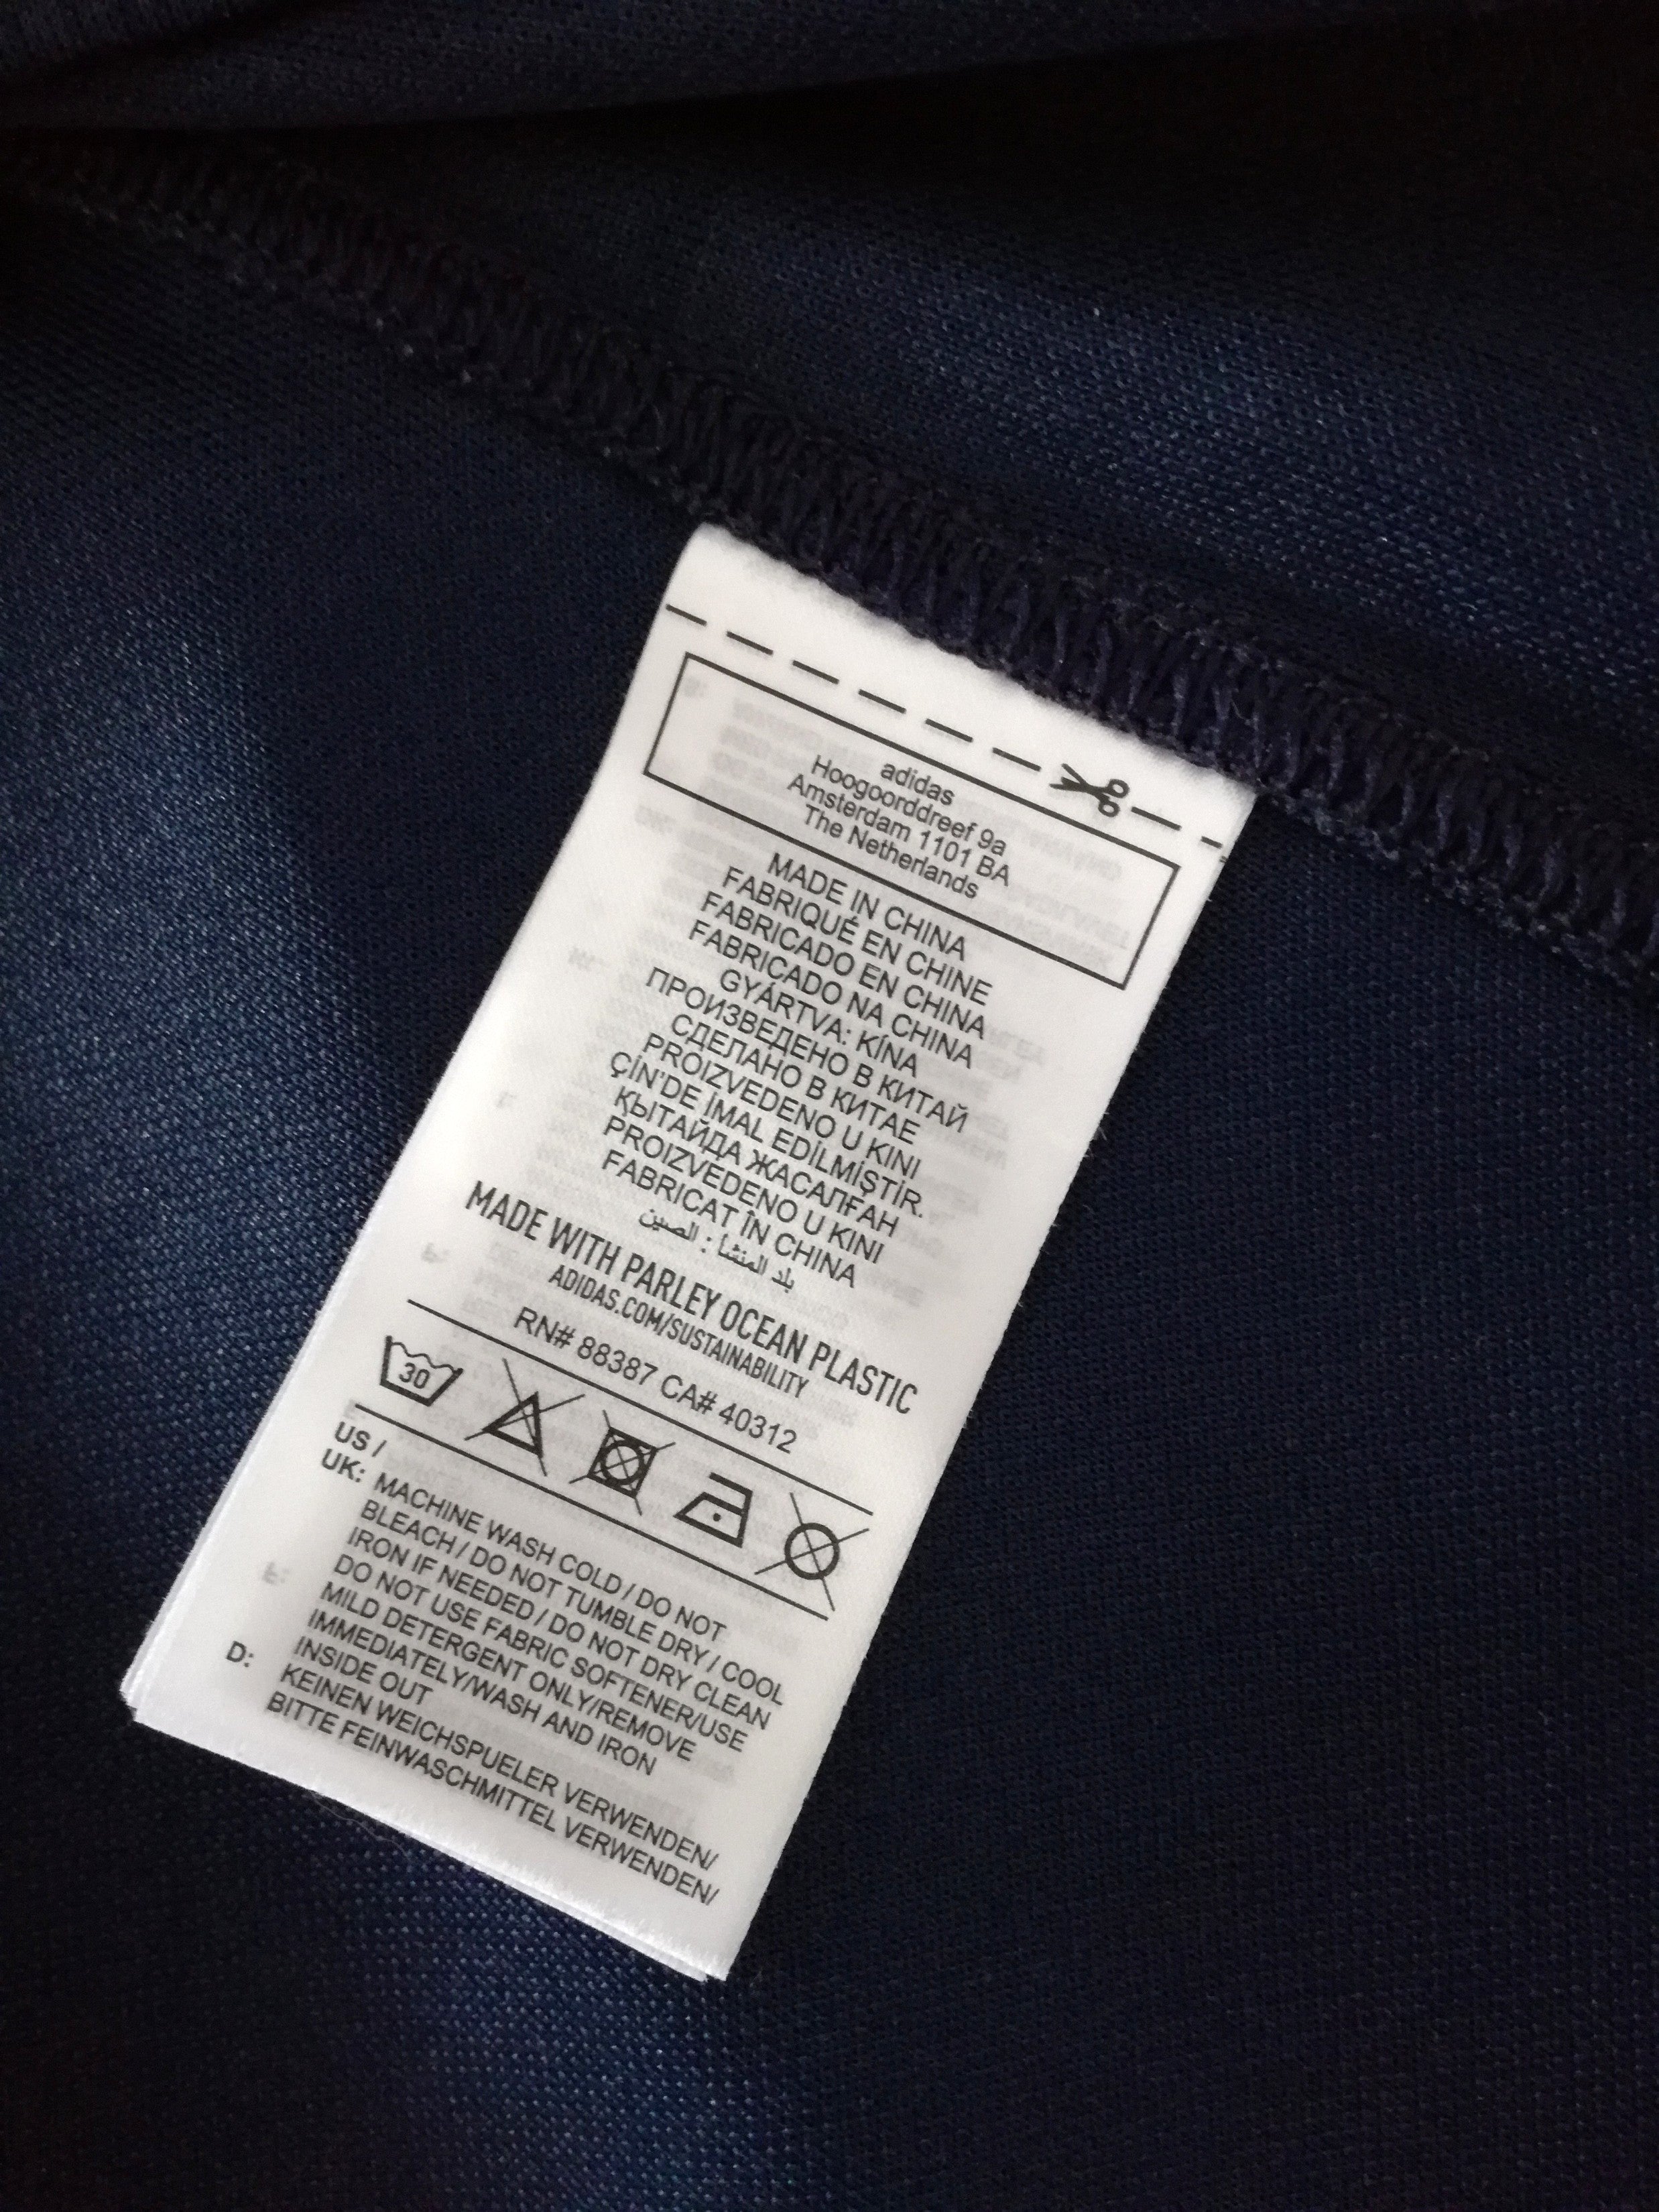 adidas
Hoogoorddreef 9a
Amsterdam 1101 BA
The Netherlands
MADE IN CHINA
FABRIQUÉ EN CHINE
FABRICADO EN CHINA
FABRICADO NA CHINA
GYÁRTVA: KÍNA
ПРОИЗВЕДЕНО В КИТАЙ
СДЕЛАНО В КИТАЕ
PROIZVEDENO U KINI
ÇİN'DE İMAL EDİLMİŞTİR.
ҚЫТАЙДА ЖАСАЛҒАН
PROIZVEDENO U KINI
FABRICAT ÎN CHINA
بلد المنشأ : الصين
MADE WITH PARLEY OCEAN PLASTIC
ADIDAS.COM/SUSTAINABILITY
RN# 88387 CA# 40312
30
US /
UK: MACHINE WASH COLD / DO NOT
BLEACH / DO NOT TUMBLE DRY / COOL
IRON IF NEEDED / DO NOT DRY CLEAN
DO NOT USE FABRIC SOFTENER/USE
MILD DETERGENT ONLY/REMOVE
IMMEDIATELY/WASH AND IRON
INSIDE OUT
D: KEINEN WEICHSPUELER VERWENDEN/
BITTE FEINWASCHMITTEL VERWENDEN/